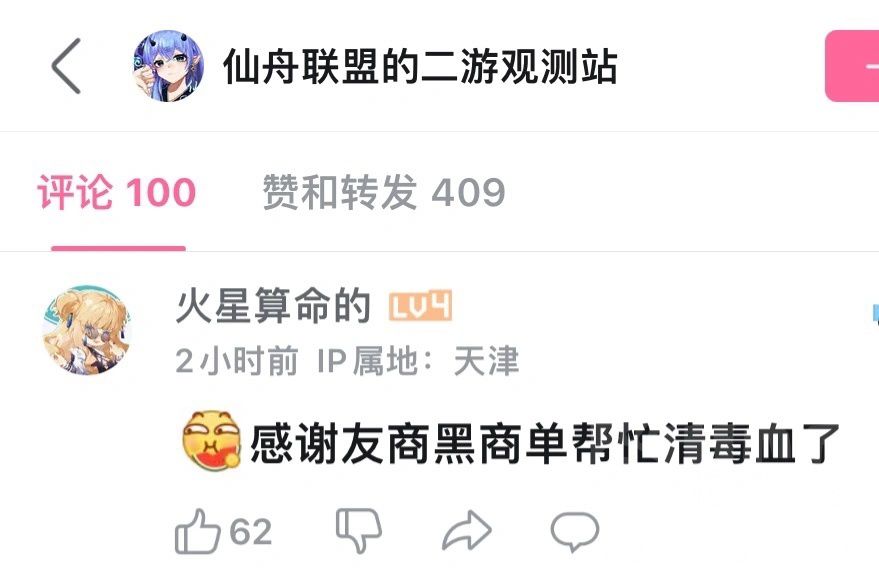 仙舟联盟的二游观测站
评论 100 赞和转发 409
火星算命的 LV4
2小时前 IP属地：天津
感谢友商黑商单帮忙清毒血了
62